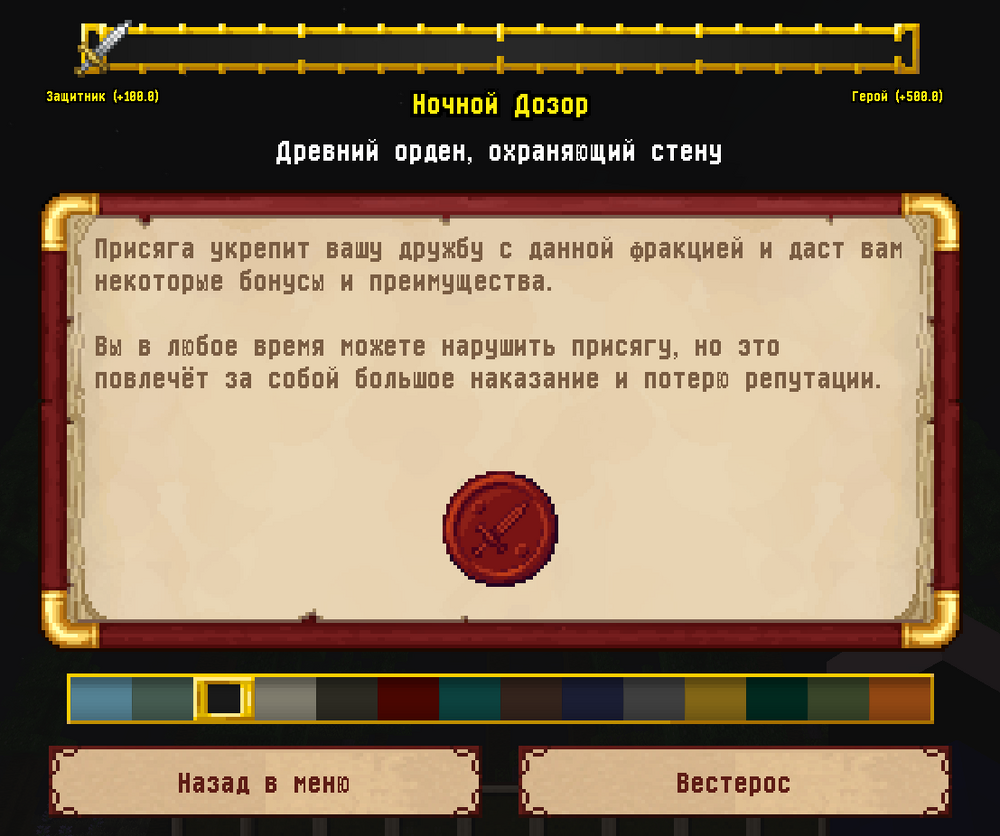 Защитник (+100.0)
Герой (+500.0)
Ночной Дозор
Древний орден, охраняющий стену
Присяга укрепит вашу дружбу с данной фракцией и даст вам
некоторые бонусы и преимущества.
Вы в любое время можете нарушить присягу, но это
повлечёт за собой большое наказание и потерю репутации.
Назад в меню
Вестерос